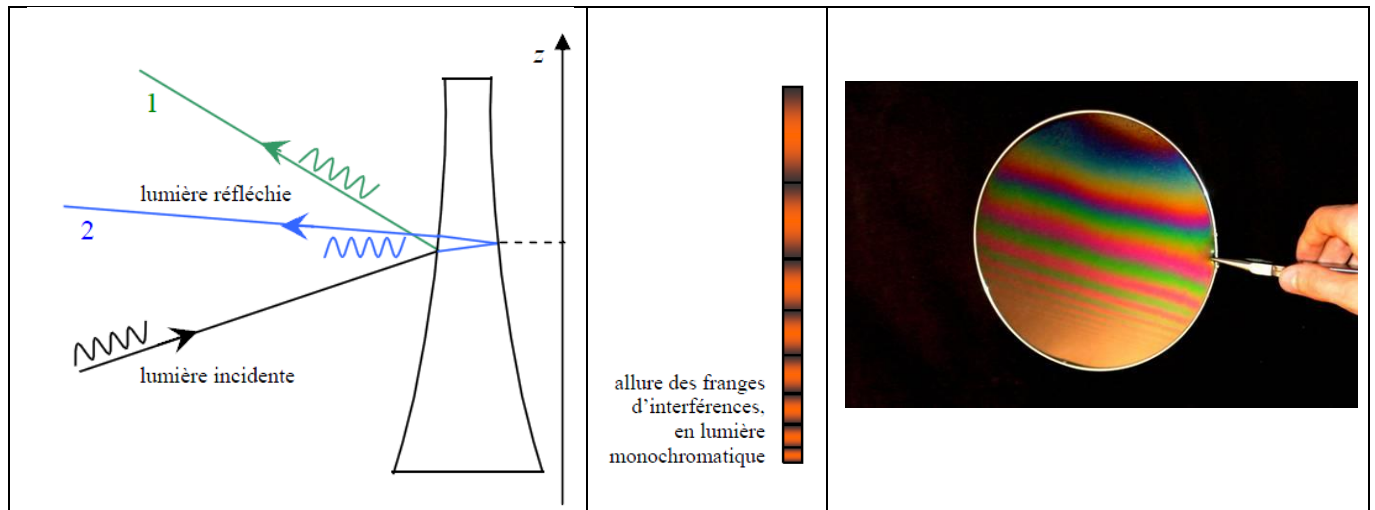 z
1
lumière réfléchie
2
lumière incidente
allure des franges
d’interférences,
en lumière
monochromatique